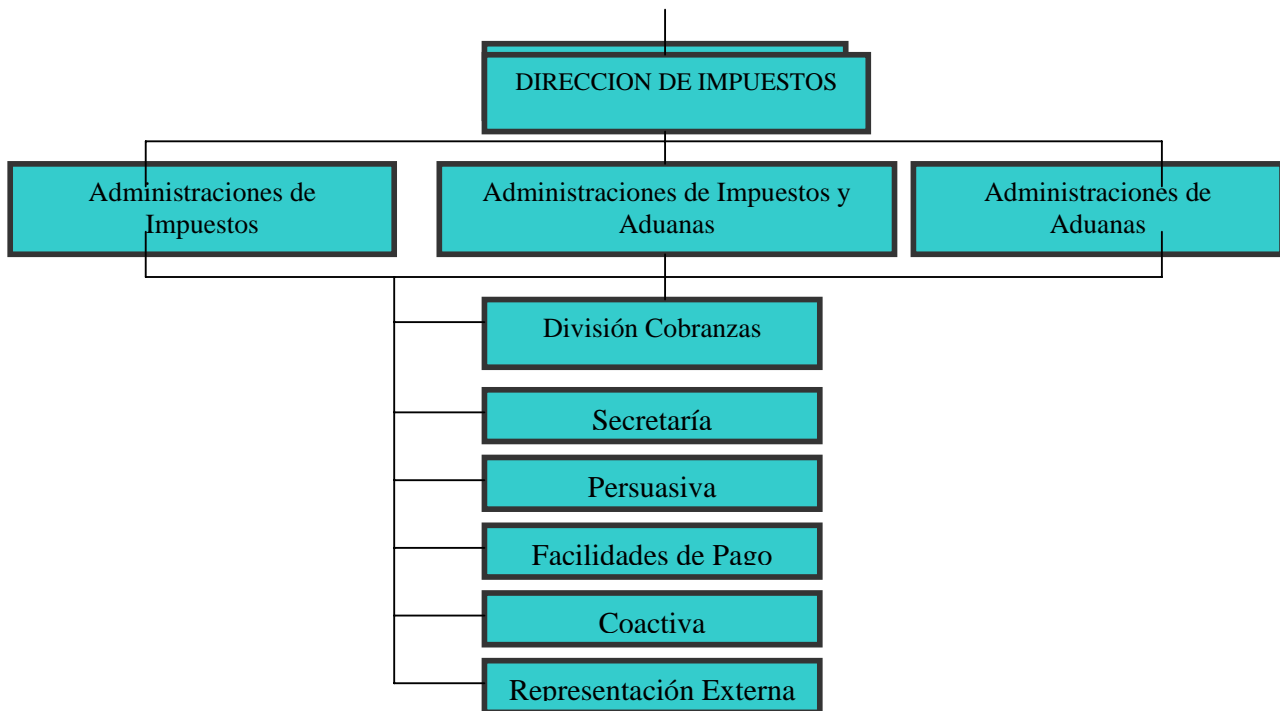 DIRECCION DE IMPUESTOS
Administraciones de
Impuestos
Administraciones de Impuestos y
Aduanas
Administraciones de
Aduanas
División Cobranzas
Secretaría
Persuasiva
Facilidades de Pago
Coactiva
Representación Externa